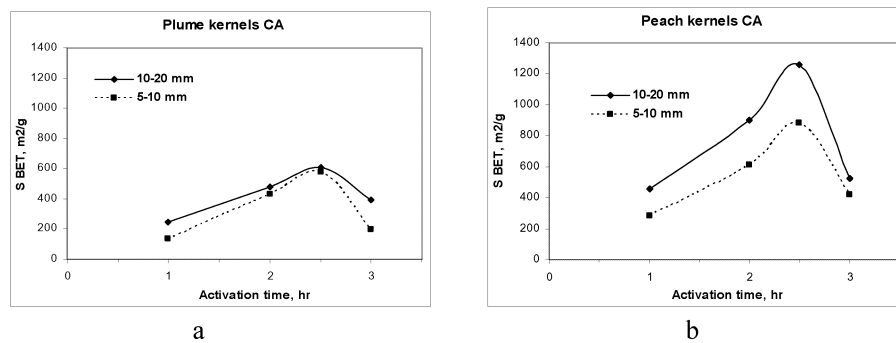 Plume kernels CA
1400
1200
1000
800
600
400
200
0
S BET, m2/g
10-20 mm
5-10 mm
0 1 2 3
Activation time, hr
a
Peach kernels CA
1400
1200
1000
800
600
400
200
0
S BET, m2/g
10-20 mm
5-10 mm
0 1 2 3
Activation time, hr
b